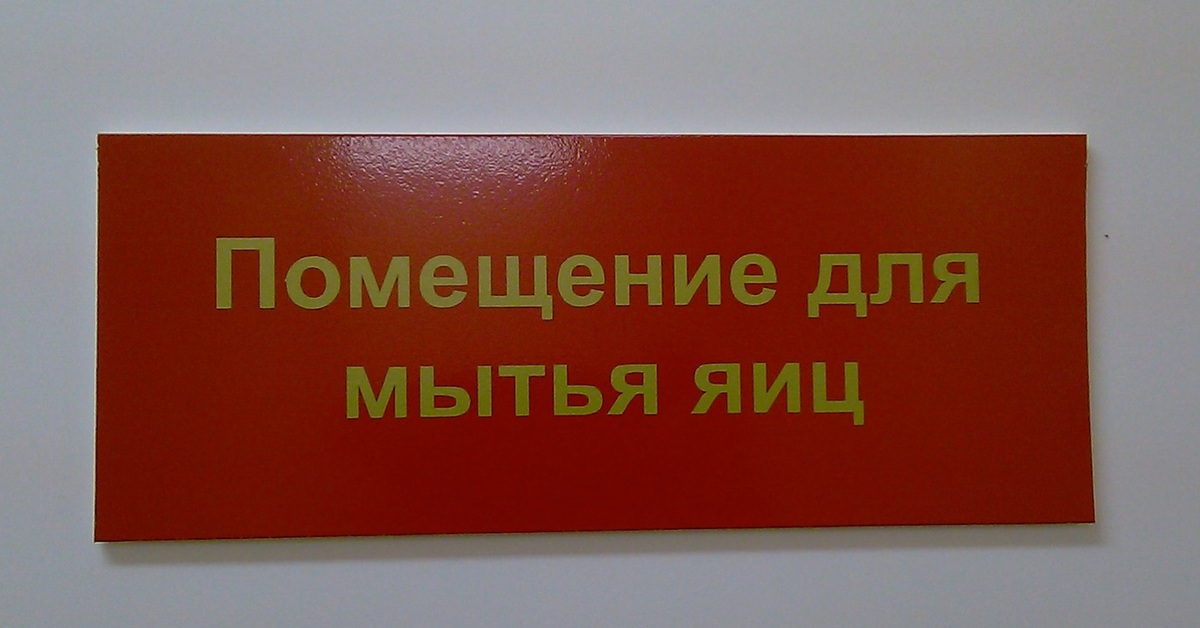 Помещение для
мытья яиц